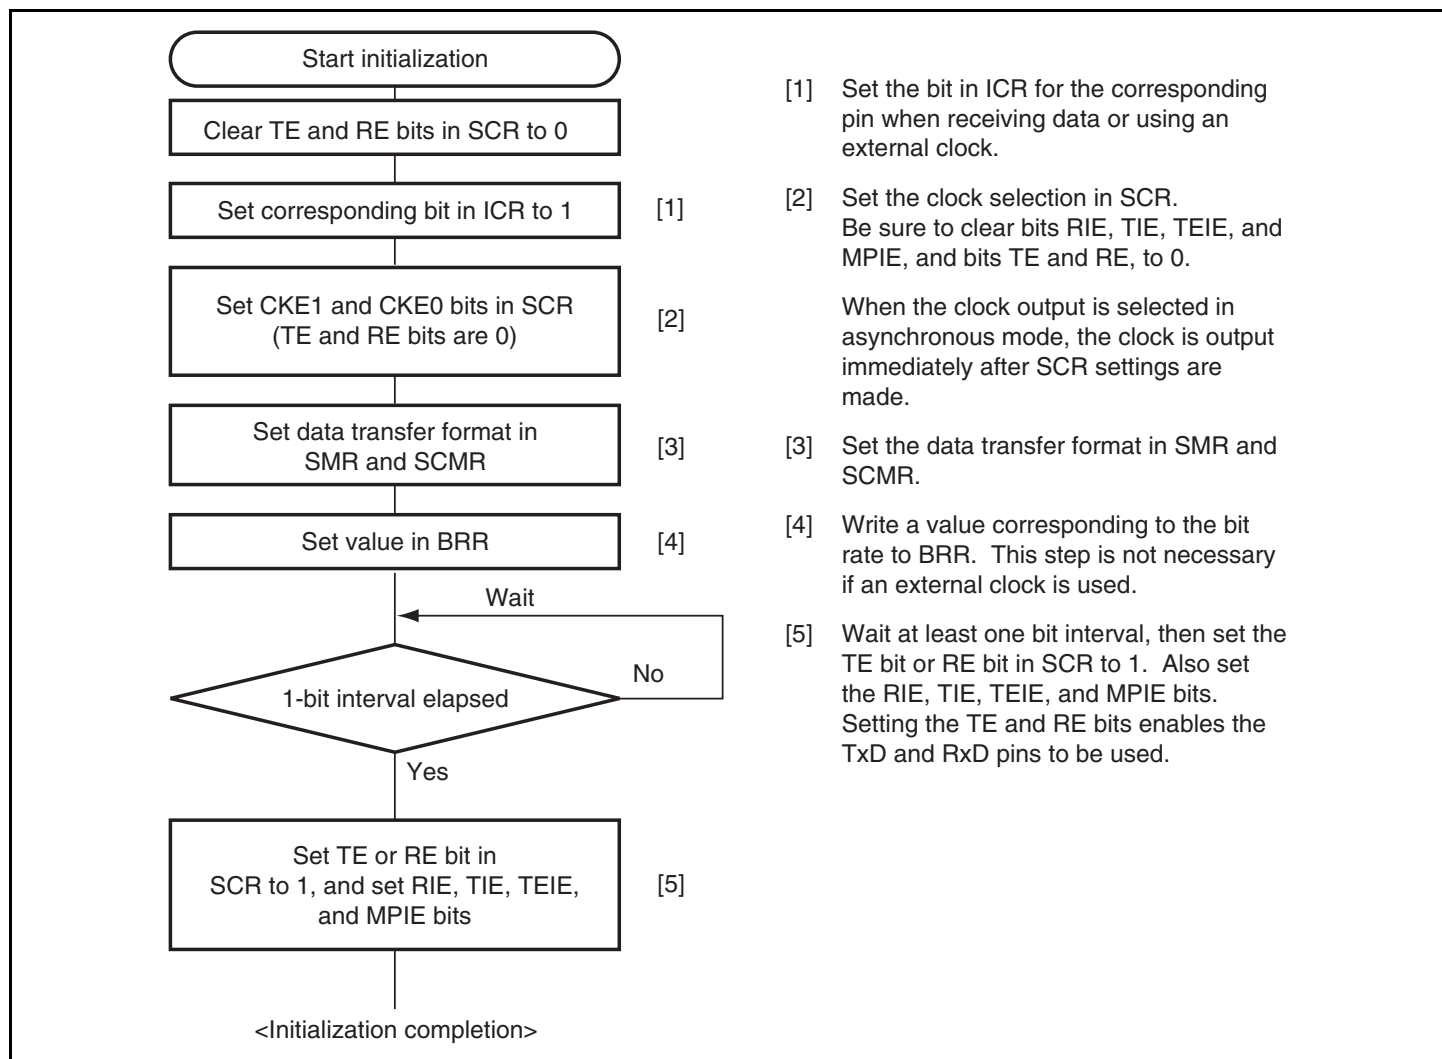 Start initialization
Clear TE and RE bits in SCR to 0
Set corresponding bit in ICR to 1
[1]
Set CKE1 and CKE0 bits in SCR
(TE and RE bits are 0)
[2]
Set data transfer format in
SMR and SCMR
[3]
Set value in BRR
[4]
Wait
No
1-bit interval elapsed
Yes
Set TE or RE bit in
SCR to 1, and set RIE, TIE, TEIE,
and MPIE bits
[5]
<Initialization completion>
[1] Set the bit in ICR for the corresponding
pin when receiving data or using an
external clock.
[2] Set the clock selection in SCR.
Be sure to clear bits RIE, TIE, TEIE, and
MPIE, and bits TE and RE, to 0.
When the clock output is selected in
asynchronous mode, the clock is output
immediately after SCR settings are
made.
[3] Set the data transfer format in SMR and
SCMR.
[4] Write a value corresponding to the bit
rate to BRR. This step is not necessary
if an external clock is used.
[5] Wait at least one bit interval, then set the
TE bit or RE bit in SCR to 1. Also set
the RIE, TIE, TEIE, and MPIE bits.
Setting the TE and RE bits enables the
TxD and RxD pins to be used.